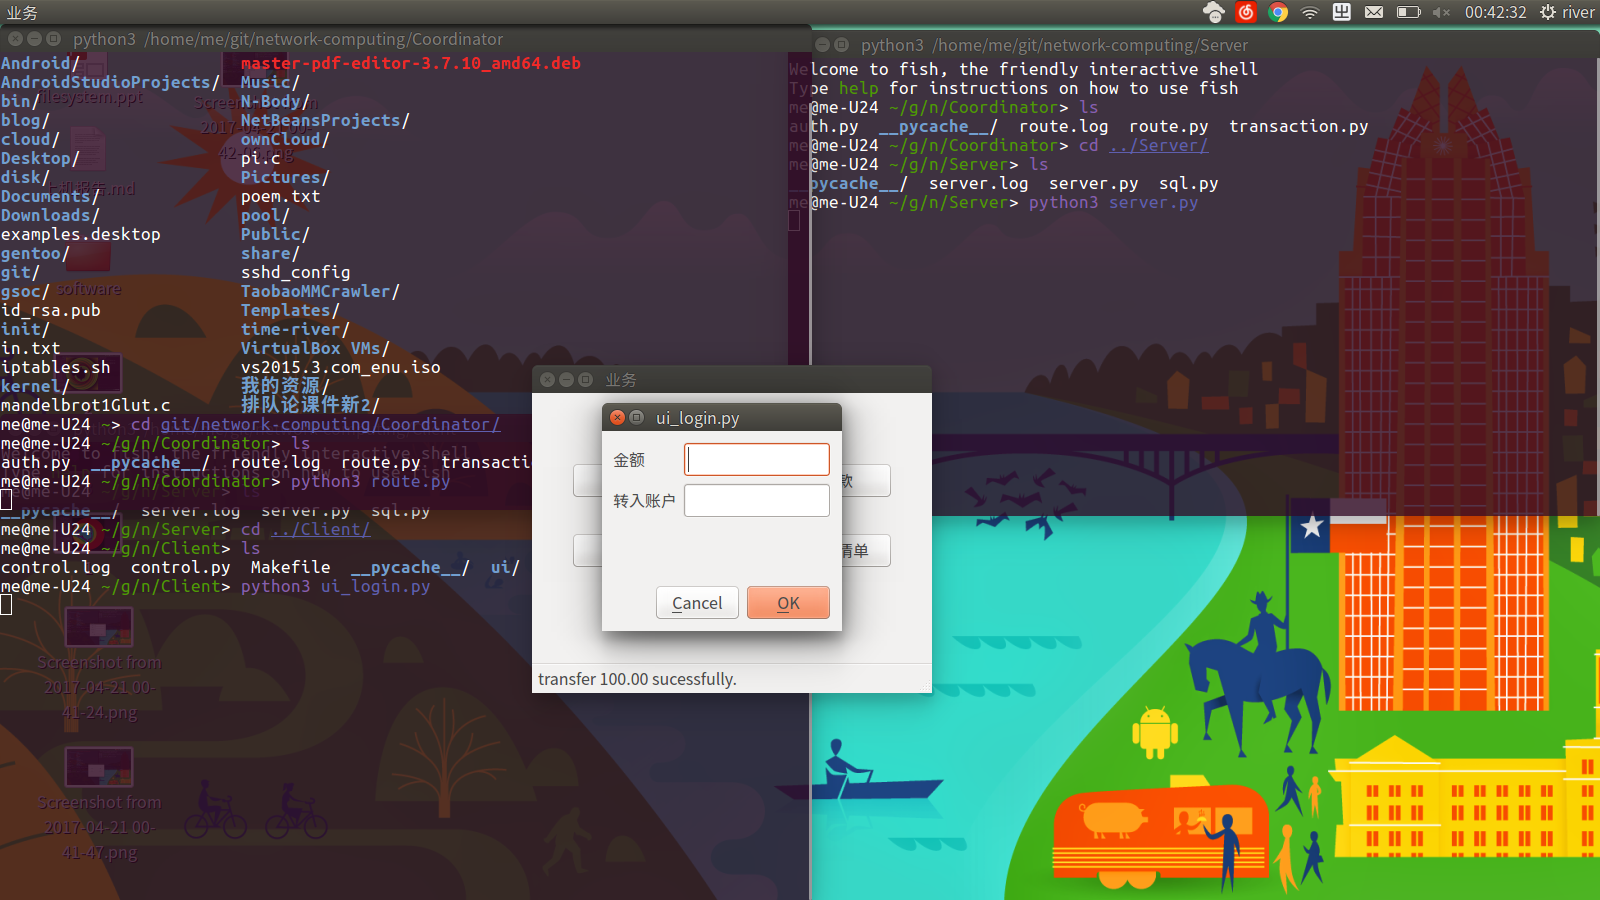 业务
00:42:32 river
python3 /home/me/git/network-computing/Coordinator
Android/ master-pdf-editor-3.7.10_amd64.deb
AndroidStudioProjects/ Music/
bin/ N-Body/
blog/ NetBeansProjects/
cloud/ ownCloud/
Desktop/ pi.c
disk/ Pictures/
Documents/ poem.txt
Downloads/ pool/
examples.desktop Public/
gentoo/ share/
git/ sshd_config
gsoc/ TaobaoMMCrawler/
id_rsa.pub Templates/
init/ time-river/
in.txt VirtualBox VMs/
iptables.sh vs2015.3.com_enu.iso
kernel/ 我的资源/
mandelbrot1Glut.c 排队论课件新2/
me@me-U24 ~> cd git/network-computing/Coordinator/
me@me-U24 ~/g/n/Coordinator> ls
auth.py __pycache__/ route.log route.py transacti
me@me-U24 ~/g/n/Coordinator> python3 route.py
__pycache__/ server.log server.py sql.py
me@me-U24 ~/g/n/Server> cd ../Client/
me@me-U24 ~/g/n/Client> ls
control.log control.py Makefile __pycache__/ ui/
me@me-U24 ~/g/n/Client> python3 ui_login.py
software
Screenshot from
2017-04-21 00-
41-24.png
Screenshot from
2017-04-21 00-
41-47.png
python3 /home/me/git/network-computing/Server
Welcome to fish, the friendly interactive shell
Type help for instructions on how to use fish
me@me-U24 ~/g/n/Coordinator> ls
auth.py __pycache__/ route.log route.py transaction.py
me@me-U24 ~/g/n/Coordinator> cd ../Server/
me@me-U24 ~/g/n/Server> ls
__pycache__/ server.log server.py sql.py
me@me-U24 ~/g/n/Server> python3 server.py
业务
ui_login.py
金额
转入账户
Cancel OK
款
清单
transfer 100.00 sucessfully.